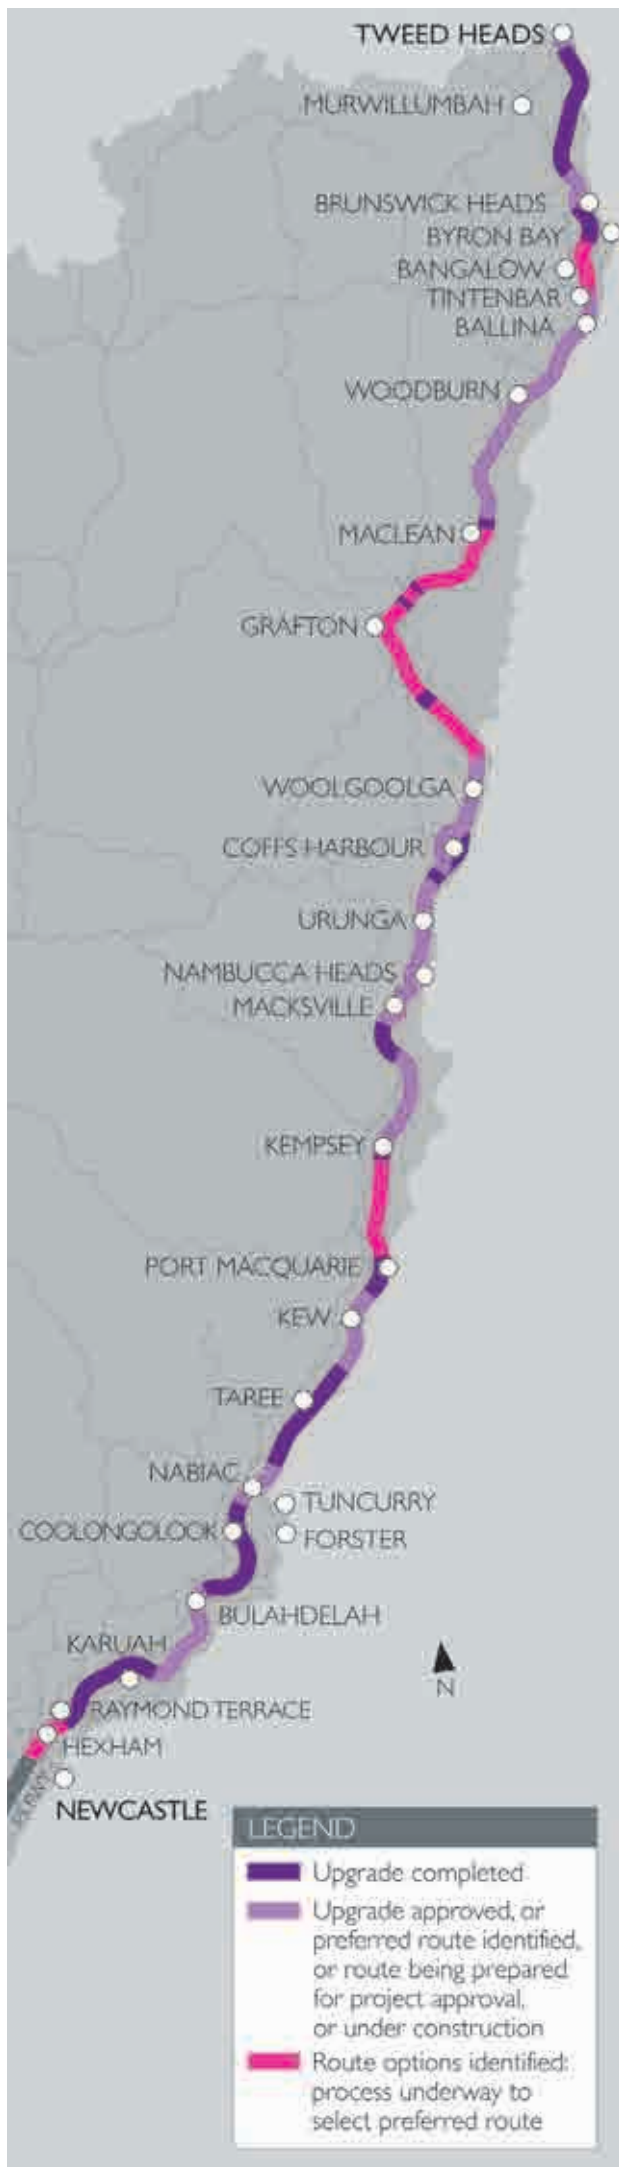 TWEED HEADS
MURWILLUMBAH
BRUNSWICK HEADS
BYRON BAY
BANGALOW
TINTENBAR
BALLINA
WOODBURN
MACLEAN
GRAFTON
WOOLGOOLGA
COFFS HARBOUR
URUNGA
NAMBUCCA HEADS
MACKSVILLE
KEMPSEY
PORT MACQUARIE
KEW
TAREE
NABIAC
TUNCURRY
COOLONGOLOOK
FORSTER
BULAHDELAH
KARUAH
N
RAYMOND TERRACE
HEXHAM
NEWCASTLE
LEGEND
Upgrade completed
Upgrade approved, or
preferred route identified,
or route being prepared
for project approval,
or under construction
Route options identified:
process underway to
select preferred route